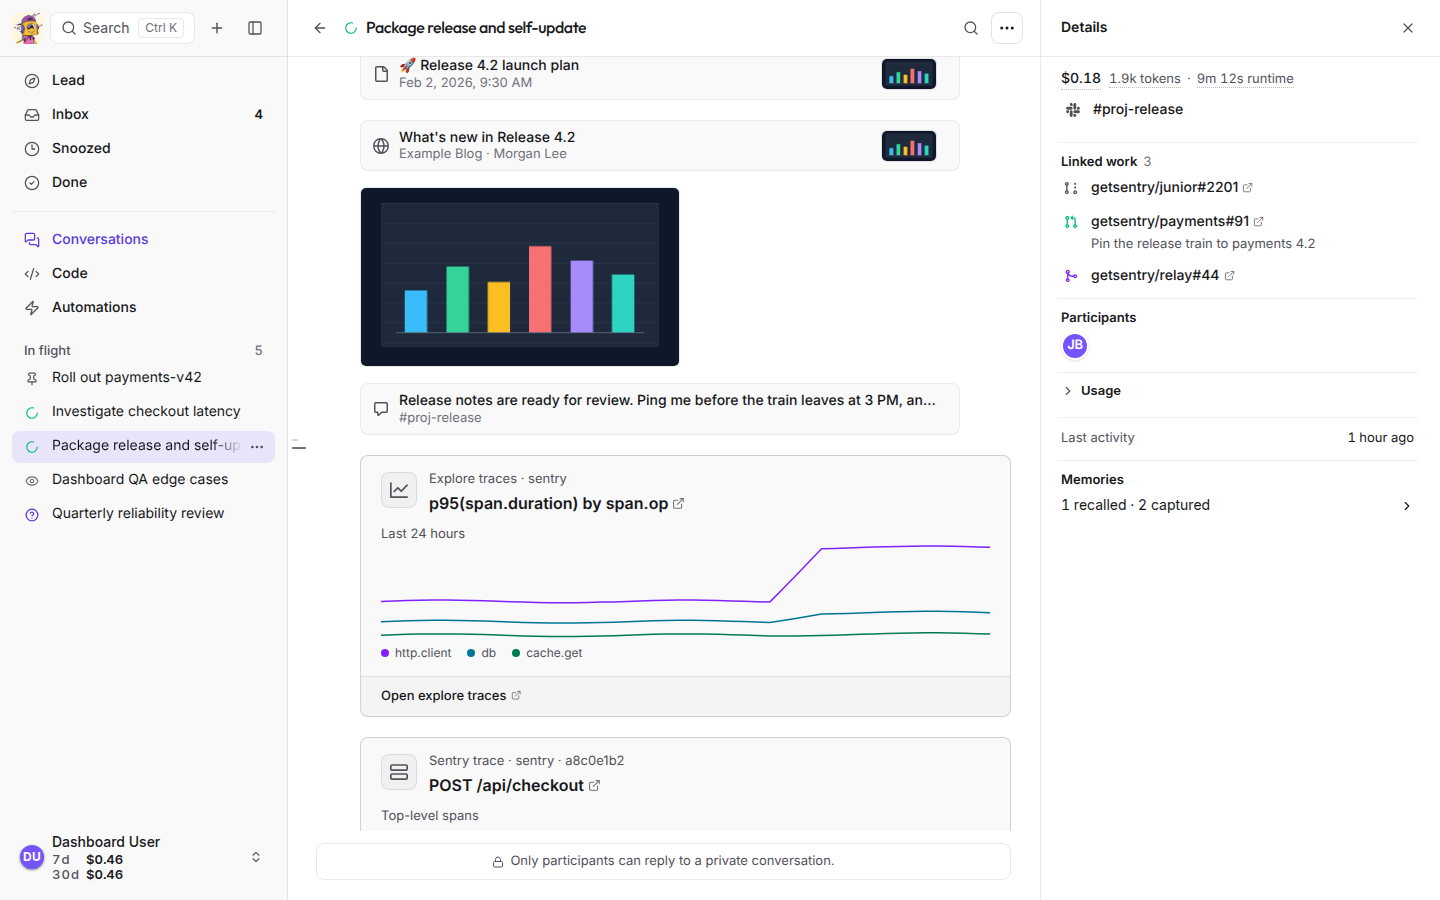 Search Ctrl K
Lead
Inbox 4
Snoozed
Done
Conversations
Code
Automations
In flight 5
Roll out payments-v42
Investigate checkout latency
Package release and self-up
Dashboard QA edge cases
Quarterly reliability review
DU
Dashboard User
7d $0.46
30d $0.46
Package release and self-update
🚀 Release 4.2 launch plan
Feb 2, 2026, 9:30 AM
What's new in Release 4.2
Example Blog · Morgan Lee
Release notes are ready for review. Ping me before the train leaves at 3 PM, an...
#proj-release
Explore traces · sentry
p95(span.duration) by span.op
Last 24 hours
http.client db cache.get
Open explore traces
Sentry trace · sentry · a8c0e1b2
POST /api/checkout
Top-level spans
Only participants can reply to a private conversation.
Details
$0.18 1.9k tokens · 9m 12s runtime
#proj-release
Linked work 3
getsentry/junior#2201
getsentry/payments#91
Pin the release train to payments 4.2
getsentry/relay#44
Participants
JB
Usage
Last activity 1 hour ago
Memories
1 recalled · 2 captured